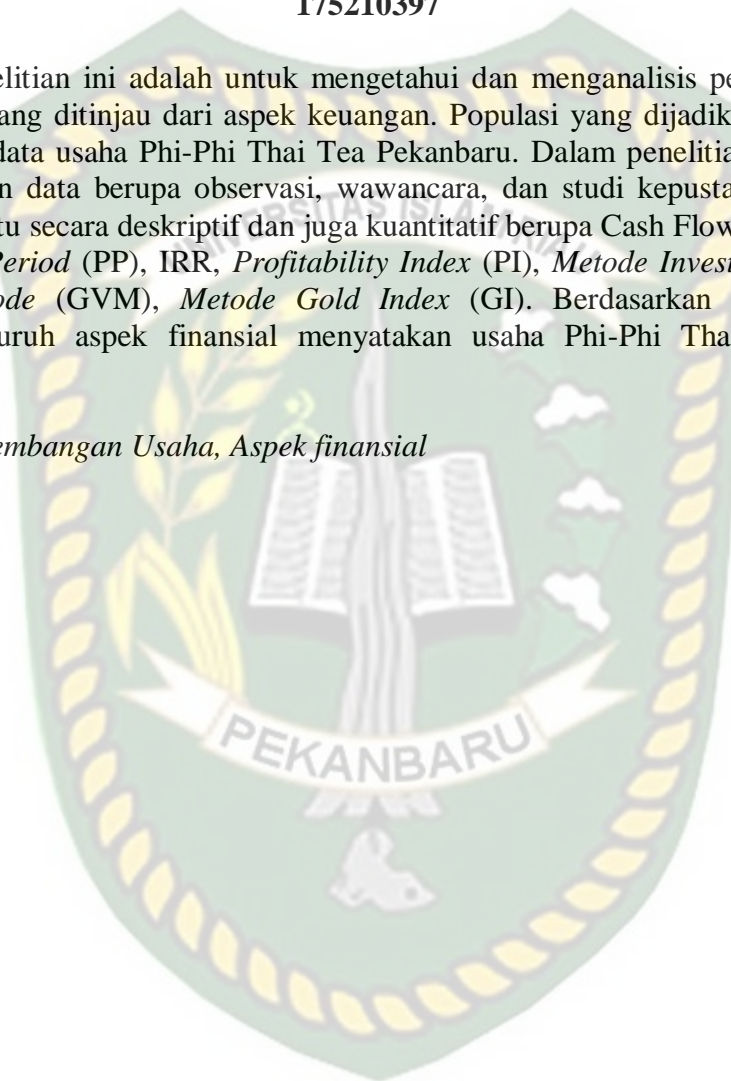 175210397
elitian ini adalah untuk mengetahui dan menganalisis pe
ang ditinjau dari aspek keuangan. Populasi yang dijadik
data usaha Phi-Phi Thai Tea Pekanbaru. Dalam penelitia
n data berupa observasi, wawancara, dan studi kepusta
tu secara deskriptif dan juga kuantitatif berupa Cash Flow
Period (PP), IRR, Profitability Index (PI), Metode Invest
ode (GVM), Metode Gold Index (GI). Berdasarkan
uruh aspek finansial menyatakan usaha Phi-Phi Tha
embangan Usaha, Aspek finansial
UNIVERSITAS ISLAM RIAU
PEKANBARU